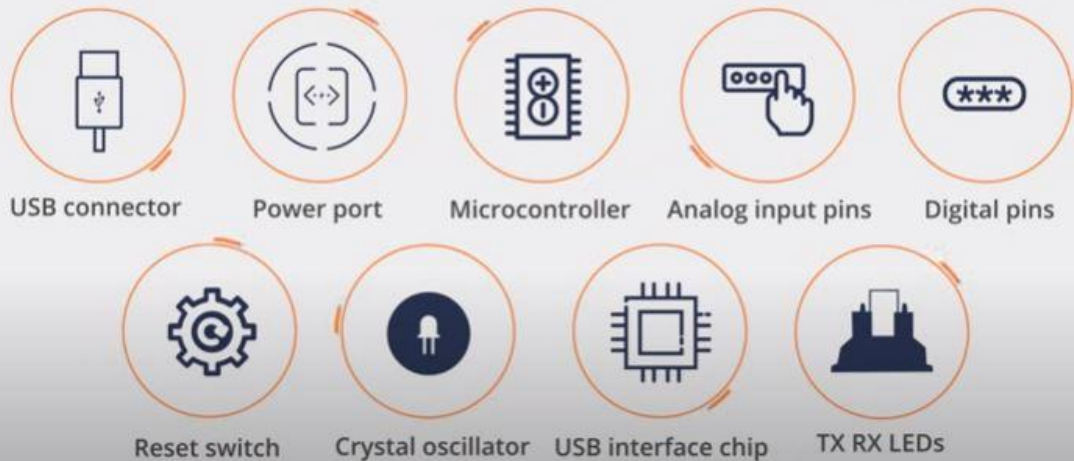 USB connector
Power port
Microcontroller
Analog input pins
Digital pins
***
Reset switch
Crystal oscillator
USB interface chip
TX RX LEDs